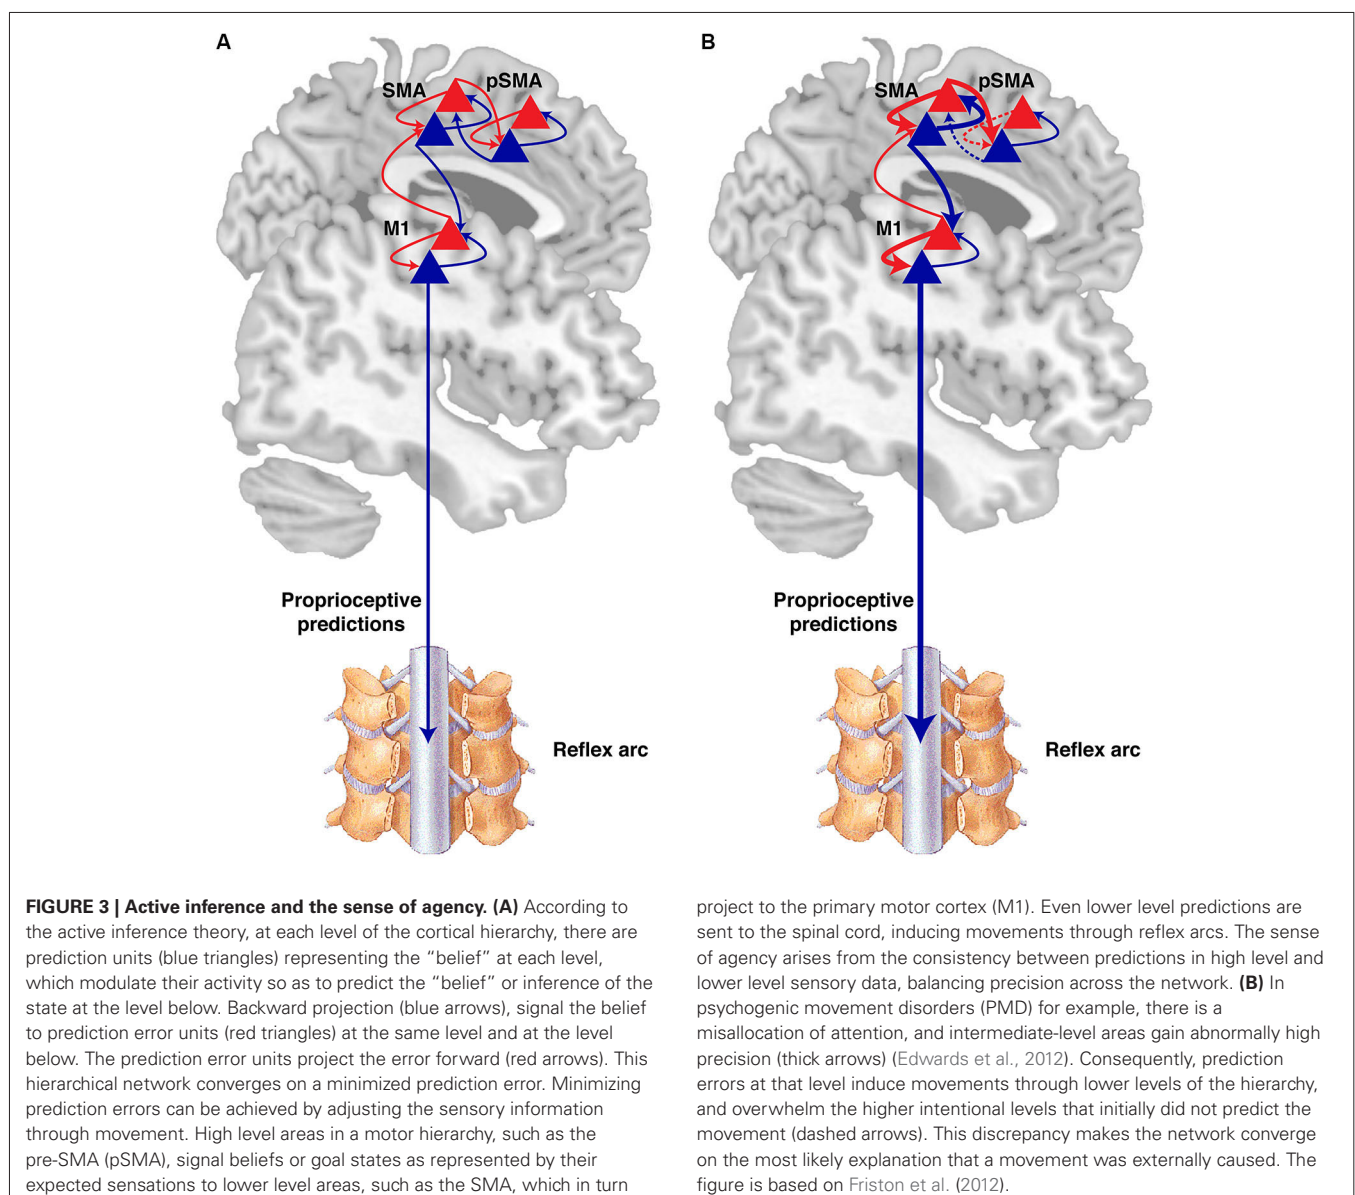 A
B
SMA
pSMA
SMA
pSMA
M1
M1
Proprioceptive
predictions
Proprioceptive
predictions
Reflex arc
Reflex arc
FIGURE 3 | Active inference and the sense of agency. (A) According to
the active inference theory, at each level of the cortical hierarchy, there are
prediction units (blue triangles) representing the “belief” at each level,
which modulate their activity so as to predict the “belief” or inference of the
state at the level below. Backward projection (blue arrows), signal the belief
to prediction error units (red triangles) at the same level and at the level
below. The prediction error units project the error forward (red arrows). This
hierarchical network converges on a minimized prediction error. Minimizing
prediction errors can be achieved by adjusting the sensory information
through movement. High level areas in a motor hierarchy, such as the
pre-SMA (pSMA), signal beliefs or goal states as represented by their
expected sensations to lower level areas, such as the SMA, which in turn
project to the primary motor cortex (M1). Even lower level predictions are
sent to the spinal cord, inducing movements through reflex arcs. The sense
of agency arises from the consistency between predictions in high level and
lower level sensory data, balancing precision across the network. (B) In
psychogenic movement disorders (PMD) for example, there is a
misallocation of attention, and intermediate-level areas gain abnormally high
precision (thick arrows) (Edwards et al., 2012). Consequently, prediction
errors at that level induce movements through lower levels of the hierarchy,
and overwhelm the higher intentional levels that initially did not predict the
movement (dashed arrows). This discrepancy makes the network converge
on the most likely explanation that a movement was externally caused. The
figure is based on Friston et al. (2012).